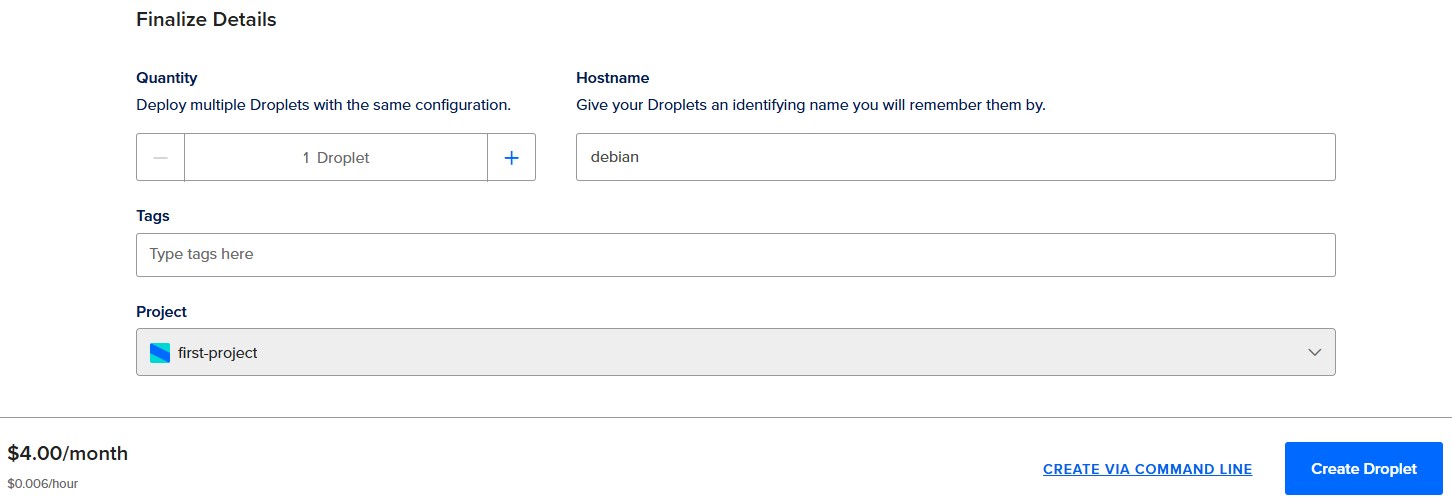 Finalize Details
Quantity
Deploy multiple Droplets with the same configuration.
1 Droplet
Hostname
Give your Droplets an identifying name you will remember them by.
debian
Tags
Type tags here
Project
first-project
$4.00/month
$0.006/hour
CREATE VIA COMMAND LINE
Create Droplet